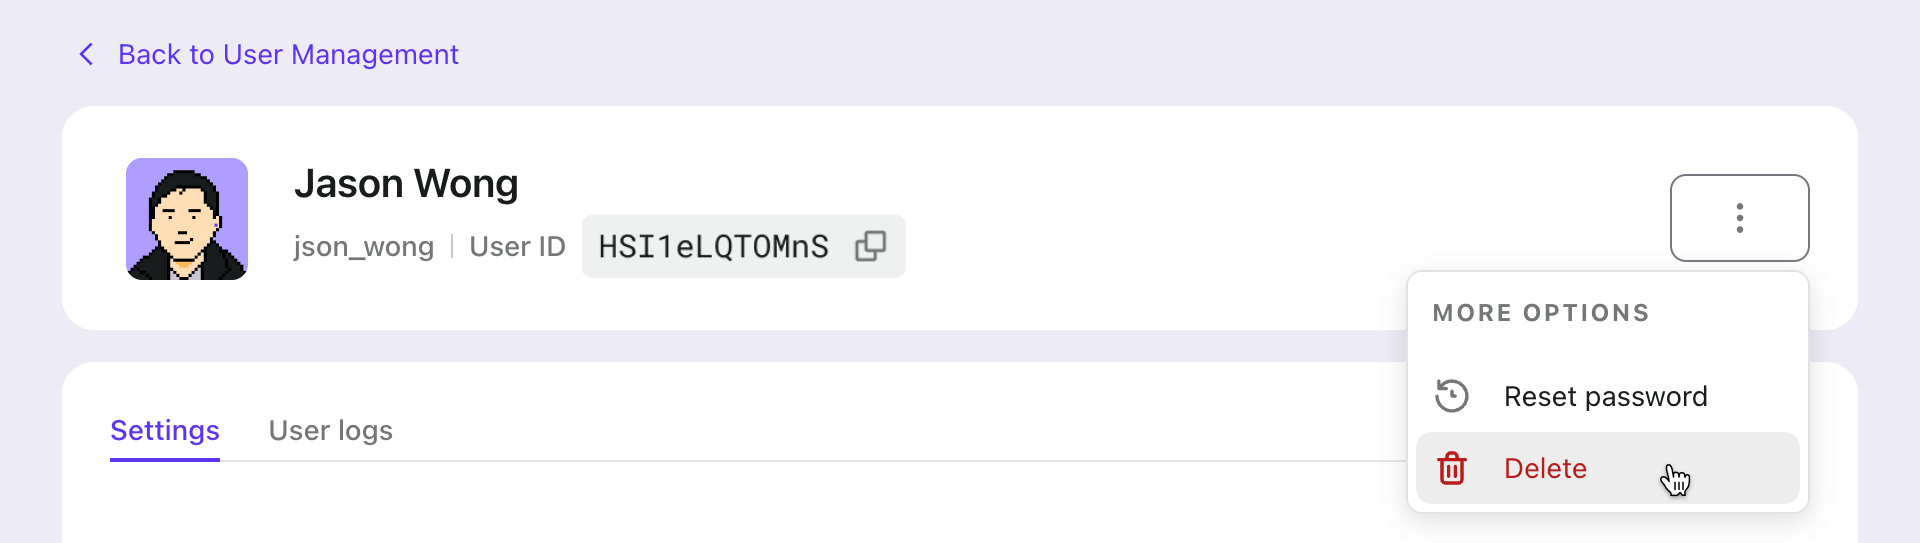 Back to User Management
Jason Wong
json_wong | User ID HSI1eLQTOMnS
MORE OPTIONS
Reset password
Settings User logs
Delete